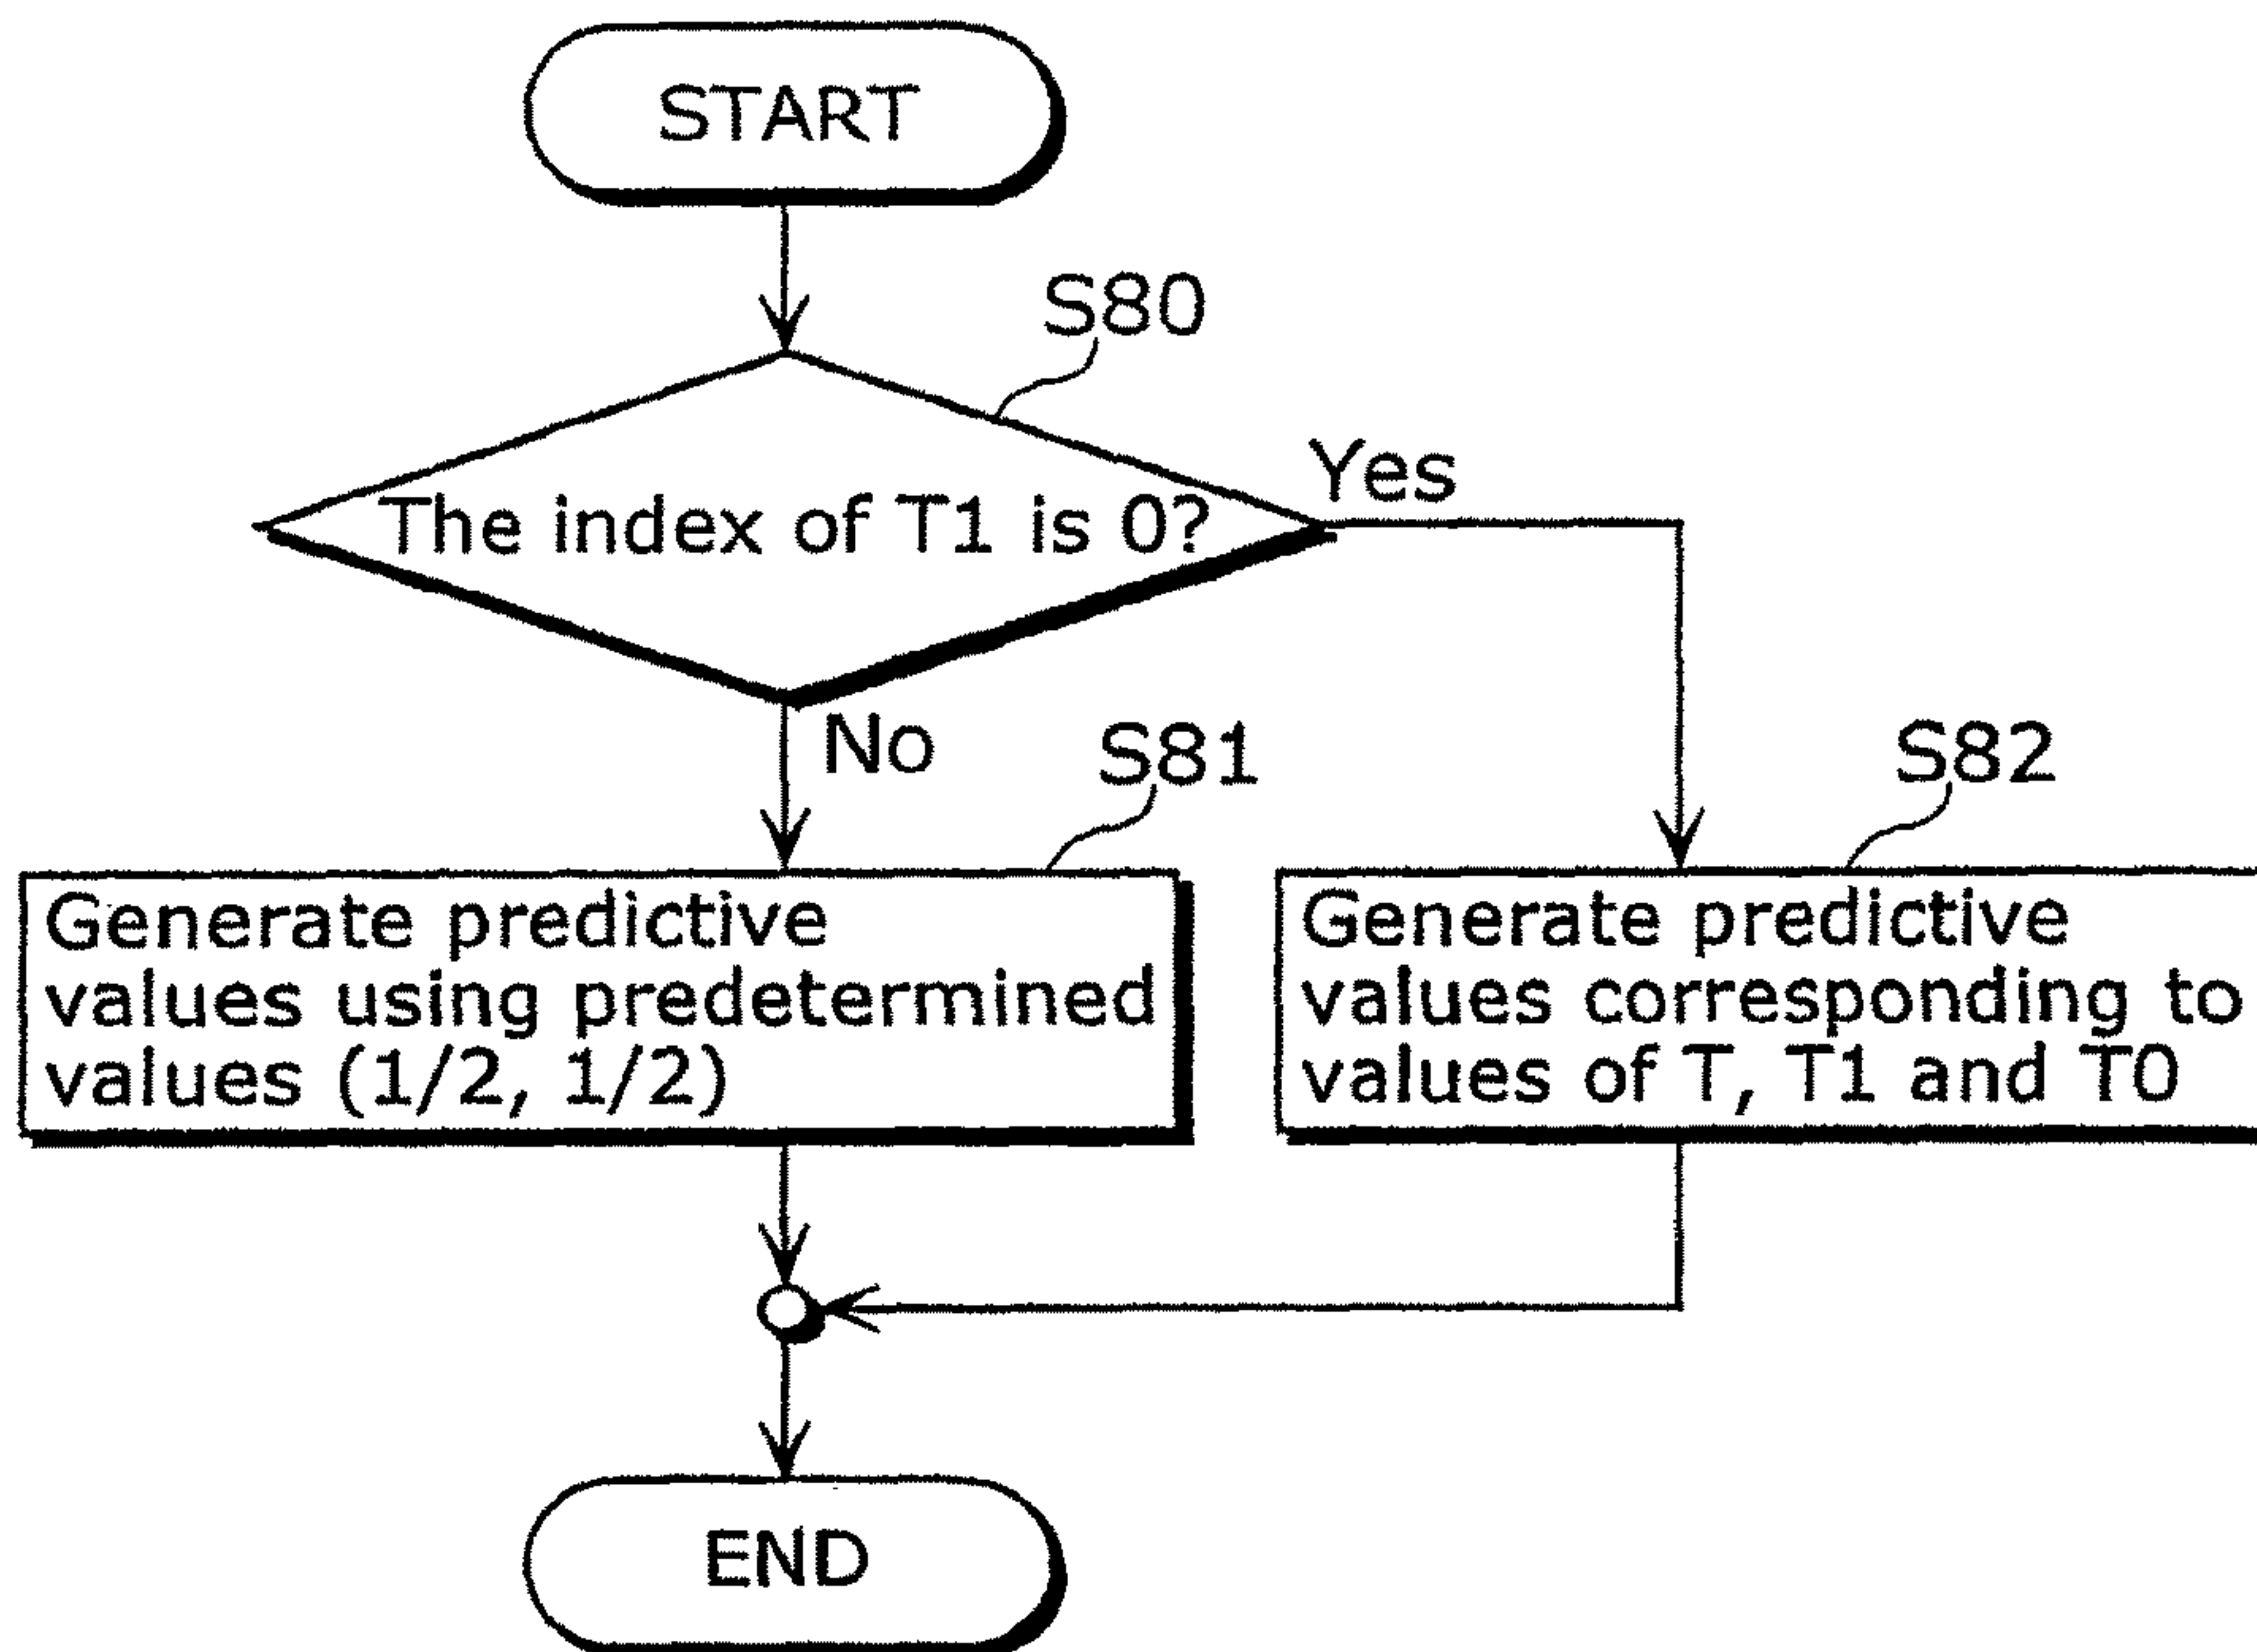 START
S80
The index of T1 is 0?
Yes
No
S81
S82
Generate predictive
values using predetermined
values (1/2, 1/2)
Generate predictive
values corresponding to
values of T, T1 and T0
END